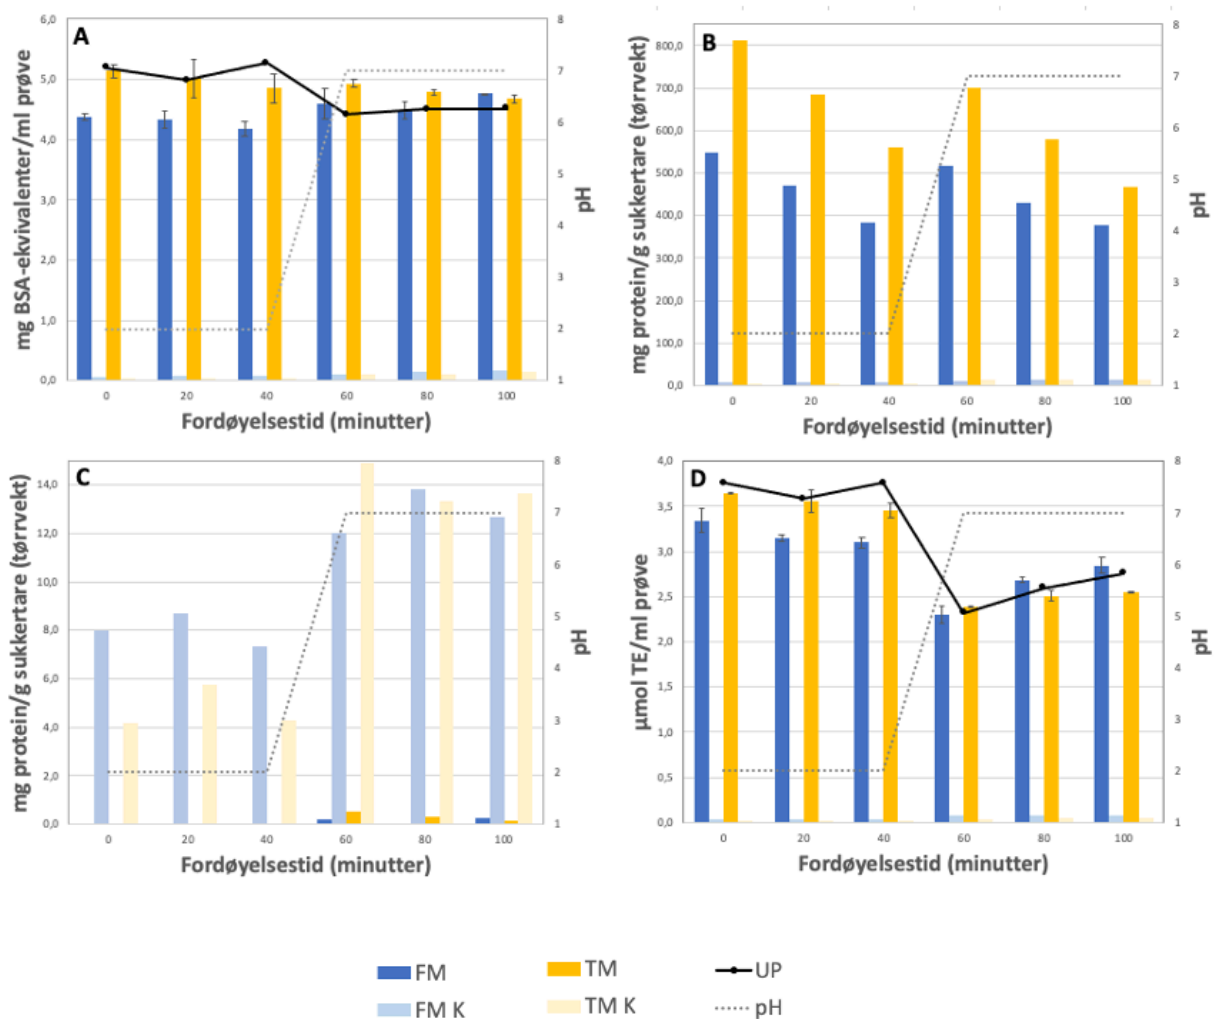 A
mg BSA-ekvivalenter/ml prøve
6,0
5,0
4,0
3,0
2,0
1,0
0,0
8
7
6
5
4
3
2
1
pH
0 20 40 60 80 100
Fordøyelsestid (minutter)
B
mg protein/g sukkertare (tørrvekt)
800,0
700,0
600,0
500,0
400,0
300,0
200,0
100,0
0,0
8
7
6
5
4
3
2
1
pH
0 20 40 60 80 100
Fordøyelsestid (minutter)
C
mg protein/g sukkertare (tørrvekt)
14,0
12,0
10,0
8,0
6,0
4,0
2,0
0,0
8
7
6
5
4
3
2
1
pH
0 20 40 60 80 100
Fordøyelsestid (minutter)
D
µmol TE/ml prøve
4,0
3,5
3,0
2,5
2,0
1,5
1,0
0,5
0,0
8
7
6
5
4
3
2
1
pH
0 20 40 60 80 100
Fordøyelsestid (minutter)
FM TM UP
FM K TM K pH